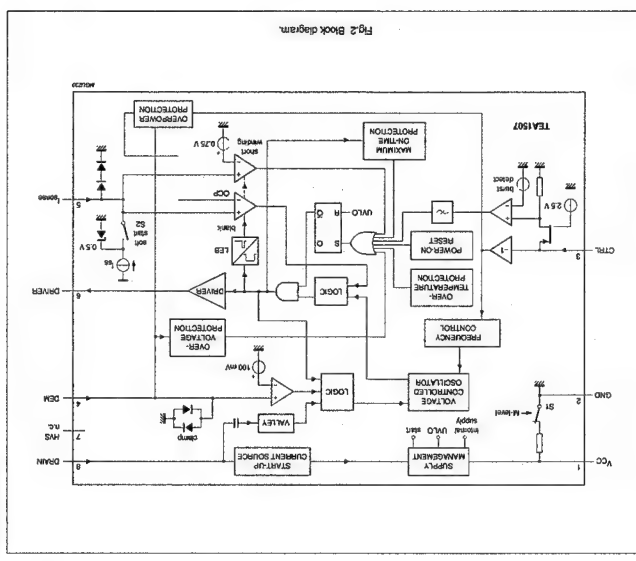 VCC
1
SUPPLY
MANAGEMENT
internal
supply
UVLO
start
START-UP
CURRENT SOURCE
8
DRAIN
VALLEY
clamp
7
HVS
n.c.
M-level
S1
GND
2
VOLTAGE
CONTROLLED
OSCILLATOR
LOGIC
100 mV
4
DEM
FREQUENCY
CONTROL
OVER-
VOLTAGE
PROTECTION
OVER-
TEMPERATURE
PROTECTION
LOGIC
DRIVER
6
DRIVER
CTRL
3
-1
POWER-ON
RESET
S
Q
R
Q
UVLO
LEB
blank
Iss
soft
start
S2
0.5 V
2.5 V
burst
detect
OCP
5
Isense
short
winding
0.75 V
TEA1507
MAXIMUM
ON-TIME
PROTECTION
OVERPOWER
PROTECTION
MGU230
Fig.2 Block diagram.